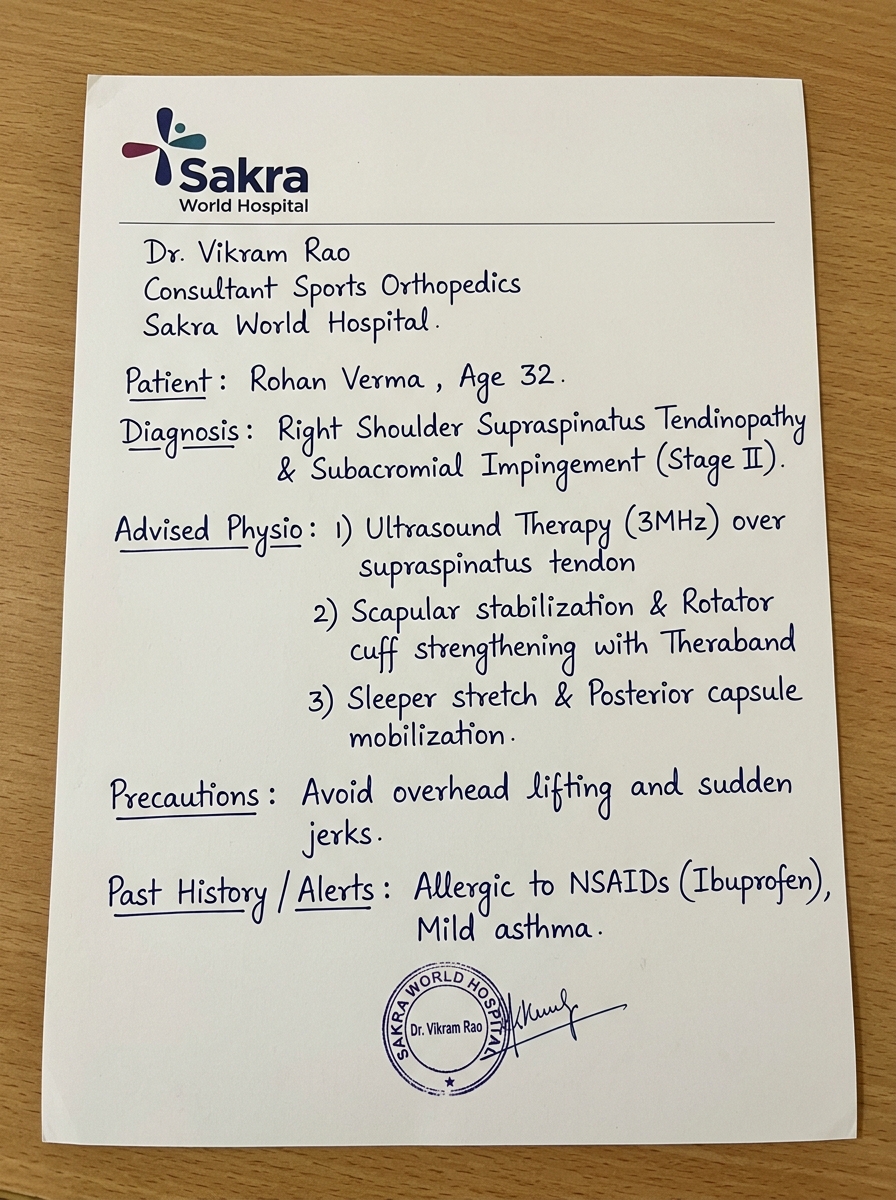 Sakra
World Hospital
Dr. Vikram Rao
Consultant Sports Orthopedics
Sakra World Hospital.
Patient: Rohan Verma, Age 32.
Diagnosis: Right Shoulder Supraspinatus Tendinopathy
& Subacromial Impingement (Stage II).
Advised Physio: 1) Ultrasound Therapy (3MHz) over
supraspinatus tendon
2) Scapular stabilization & Rotator
cuff strengthening with Theraband
3) Sleeper stretch & Posterior capsule
mobilization.
Precautions: Avoid overhead lifting and sudden
jerks.
Past History/Alerts: Allergic to NSAIDs (Ibuprofen),
Mild asthma.
SAKRA WORLD HOSPITAL
Dr. Vikram Rao